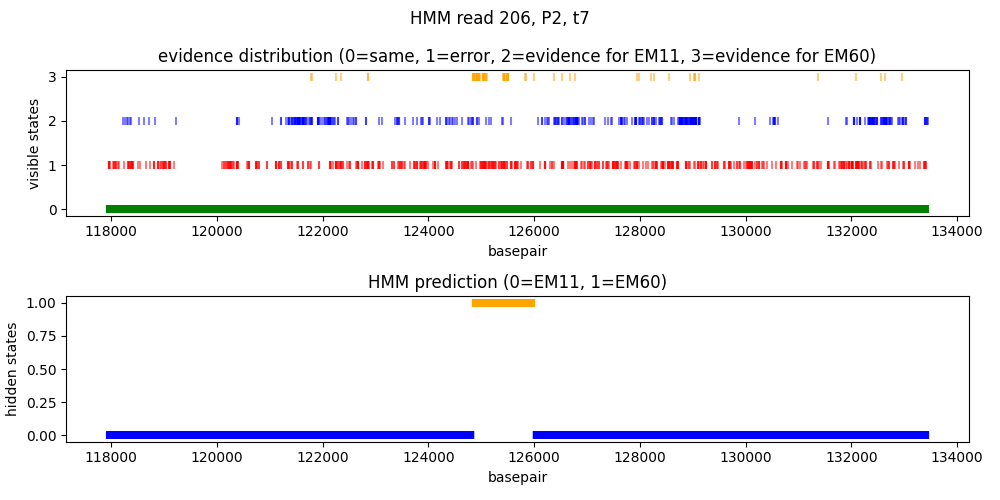 HMM read 206, P2, t7
evidence distribution (0=same, 1=error, 2=evidence for EM11, 3=evidence for EM60)
visible states
3
2
1
0
118000 120000 122000 124000 126000 128000 130000 132000 134000
basepair
HMM prediction (0=EM11, 1=EM60)
hidden states
1.00
0.75
0.50
0.25
0.00
118000 120000 122000 124000 126000 128000 130000 132000 134000
basepair